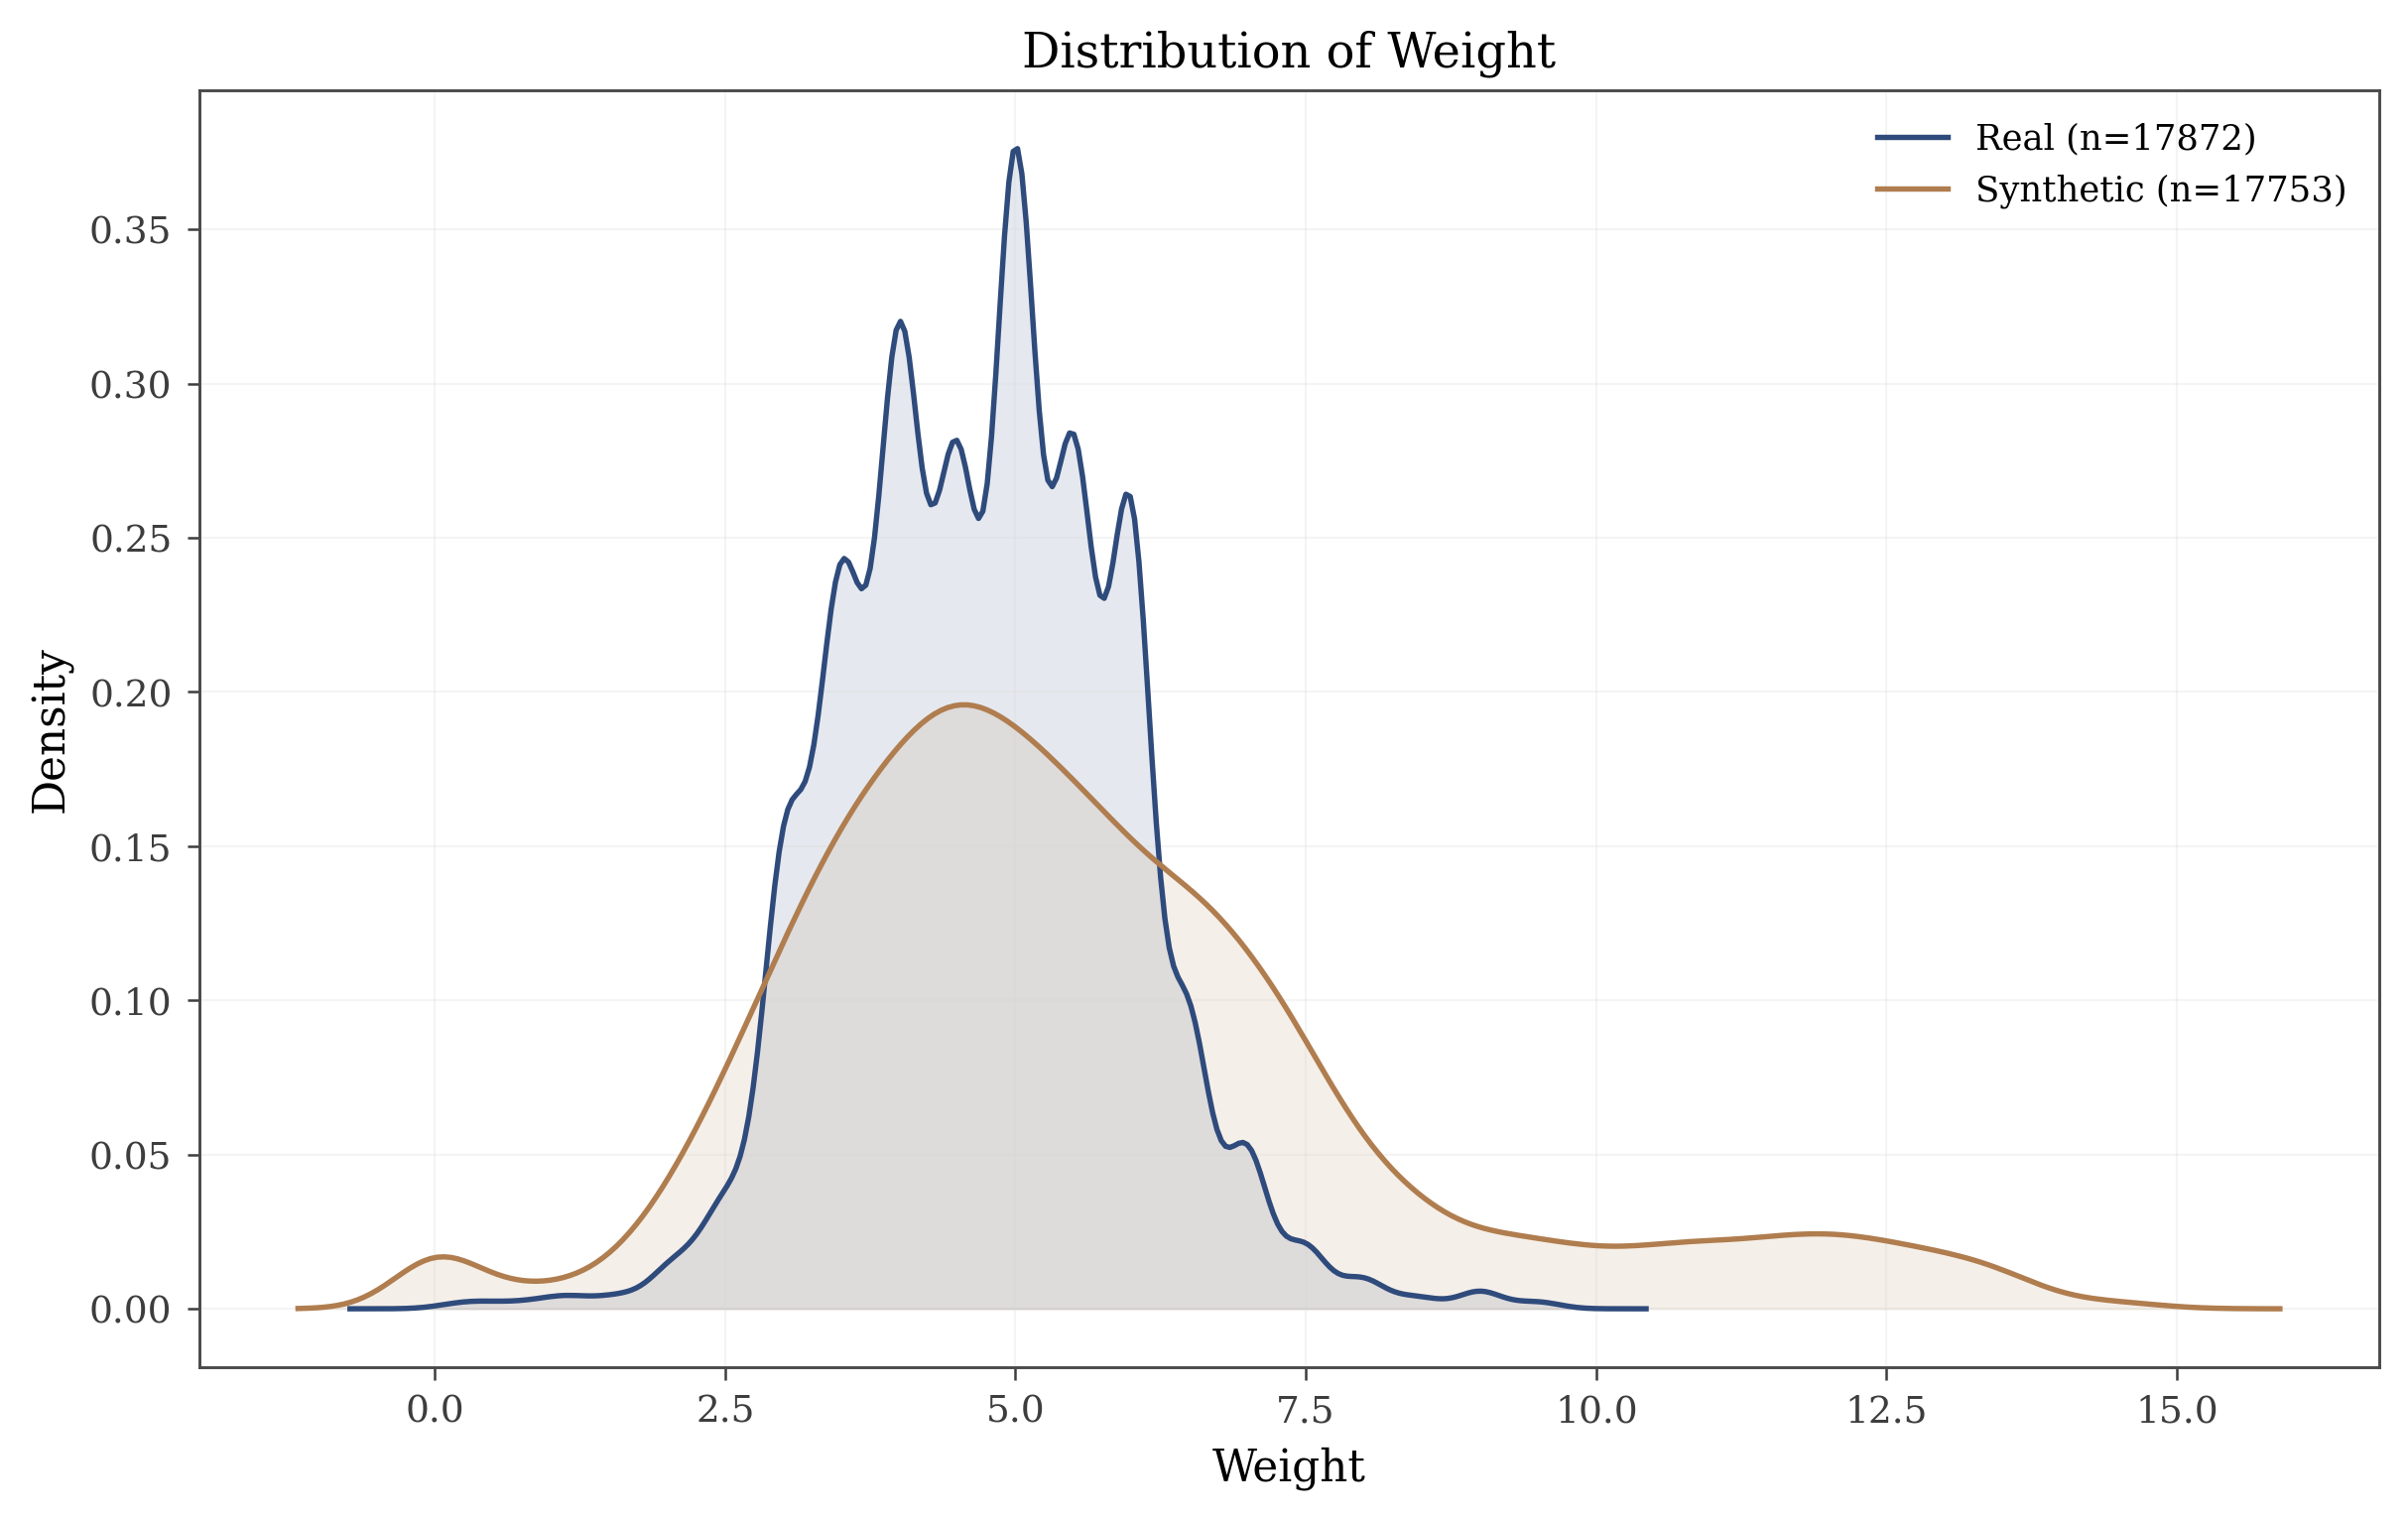 Distribution of Weight
Real (n=17872)
Synthetic (n=17753)
0.35
0.30
0.25
0.20
0.15
0.10
0.05
0.00
Density
0.0 2.5 5.0 7.5 10.0 12.5 15.0
Weight